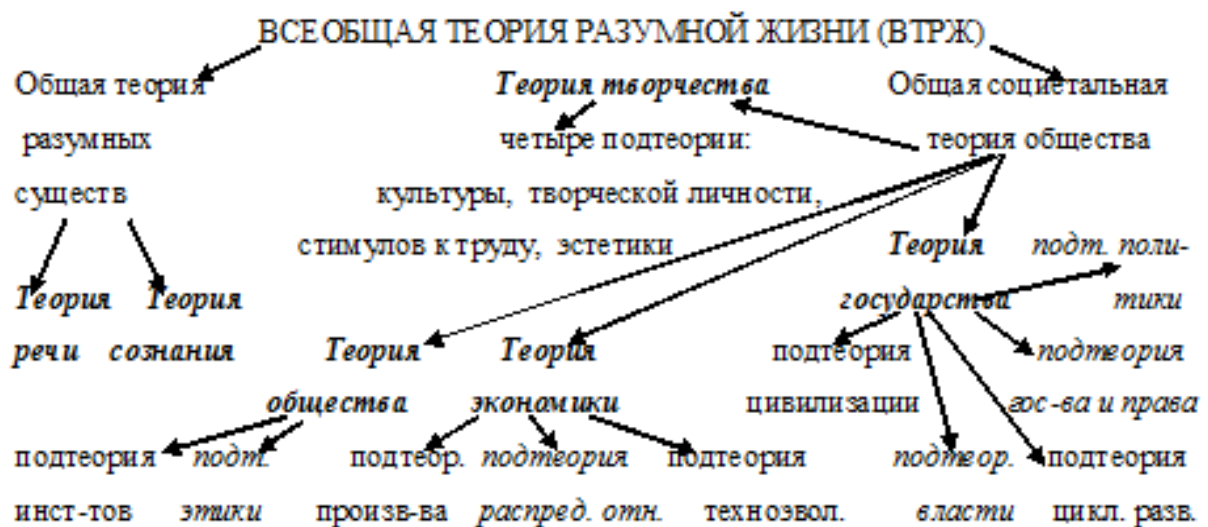 ВСЕОБЩАЯ ТЕОРИЯ РАЗУМНОЙ ЖИЗНИ (ВТРЖ)
Общая теория Теория творчества Общая социетальная
разумных четыре подтеории: теория общества
существ культуры, творческой личности,
стимулов к труду, эстетики Теория подт. поли-
Теория Теория государства тики
речи сознания Теория Теория подтеория подтеория
общества экономики цивилизации гос-ва и права
подтеория подт. подтеор. подтеория подтеория подтеор. подтеория
инст-тов этики произв-ва распред. отн. техноэвол. власти цикл. разв.